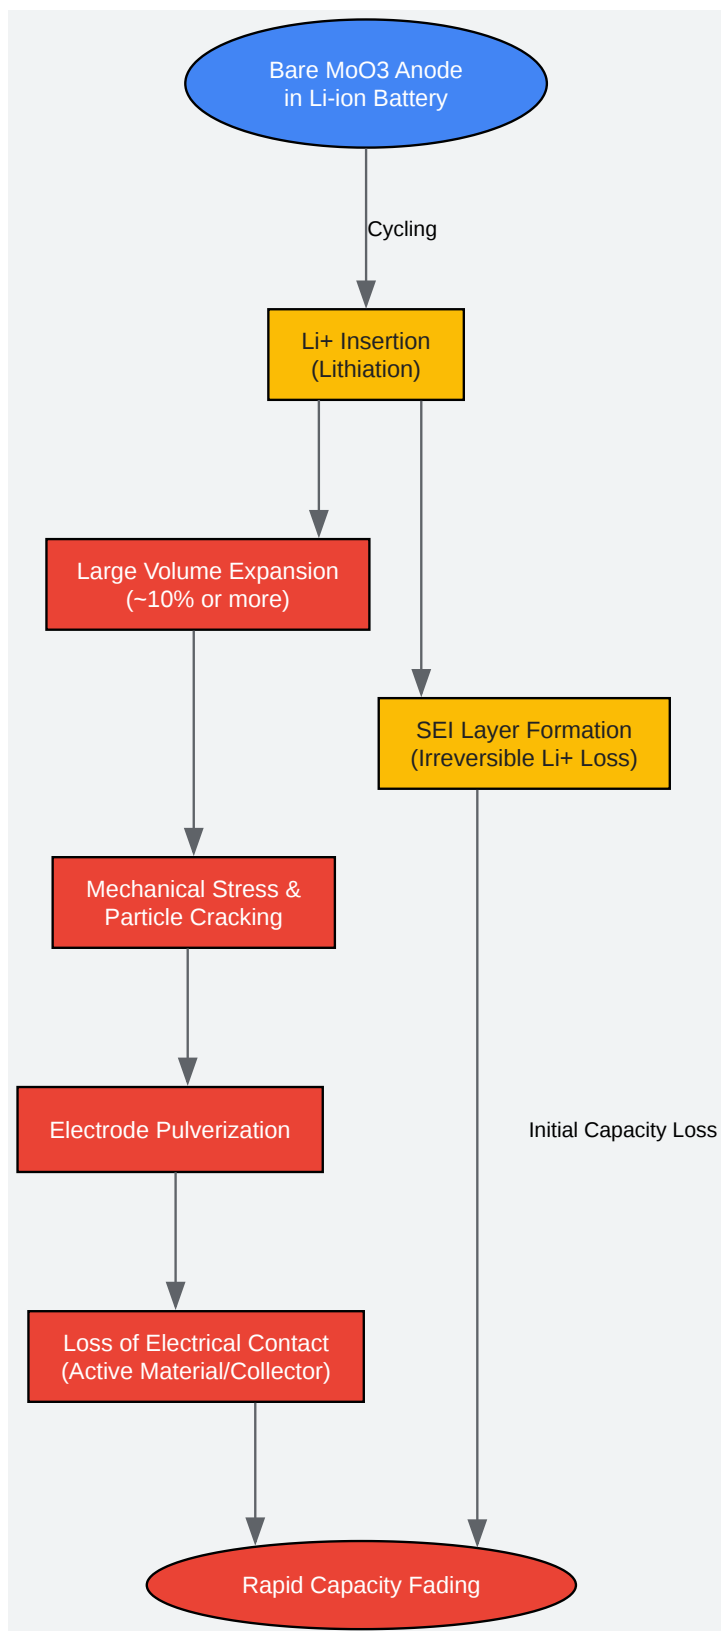 Bare MoO3 Anode
in Li-ion Battery
Cycling
Li+ Insertion
(Lithiation)
Large Volume Expansion
(~10% or more)
SEI Layer Formation
(Irreversible Li+ Loss)
Mechanical Stress &
Particle Cracking
Electrode Pulverization
Initial Capacity Loss
Loss of Electrical Contact
(Active Material/Collector)
Rapid Capacity Fading